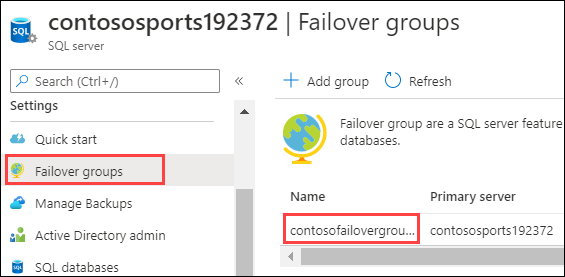 SQL
contososports192372 | Failover groups
SQL server
Search (Ctrl+/)
«
Settings
Quick start
Failover groups
Manage Backups
Active Directory admin
SQL
SQL databases
Add group
Refresh
Failover group are a SQL server feature
databases.
Name
Primary server
contosofailovergrou...
contososports192372